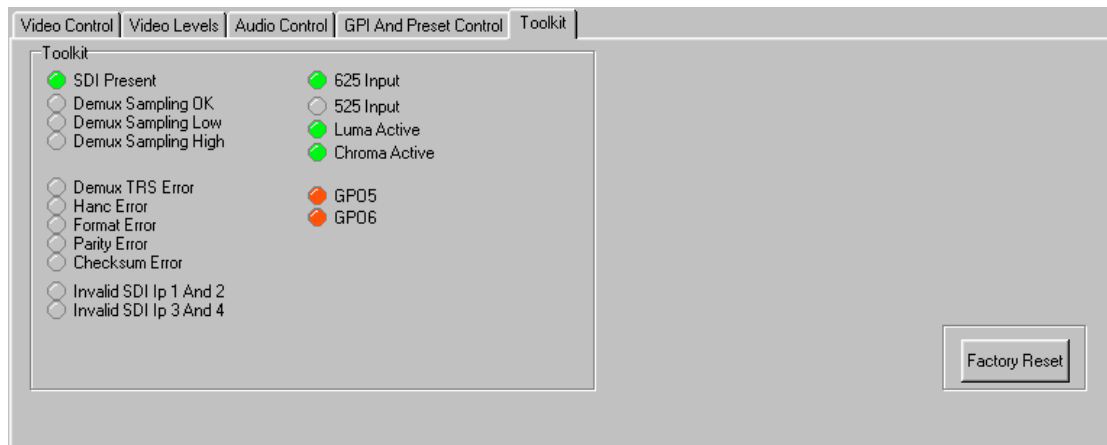 Video Control
Video Levels
Audio Control
GPI And Preset Control
Toolkit
Toolkit
SDI Present
Demux Sampling OK
Demux Sampling Low
Demux Sampling High
Demux TRS Error
Hanc Error
Format Error
Parity Error
Checksum Error
Invalid SDI Ip 1 And 2
Invalid SDI Ip 3 And 4
625 Input
525 Input
Luma Active
Chroma Active
GPO5
GPO6
Factory Reset